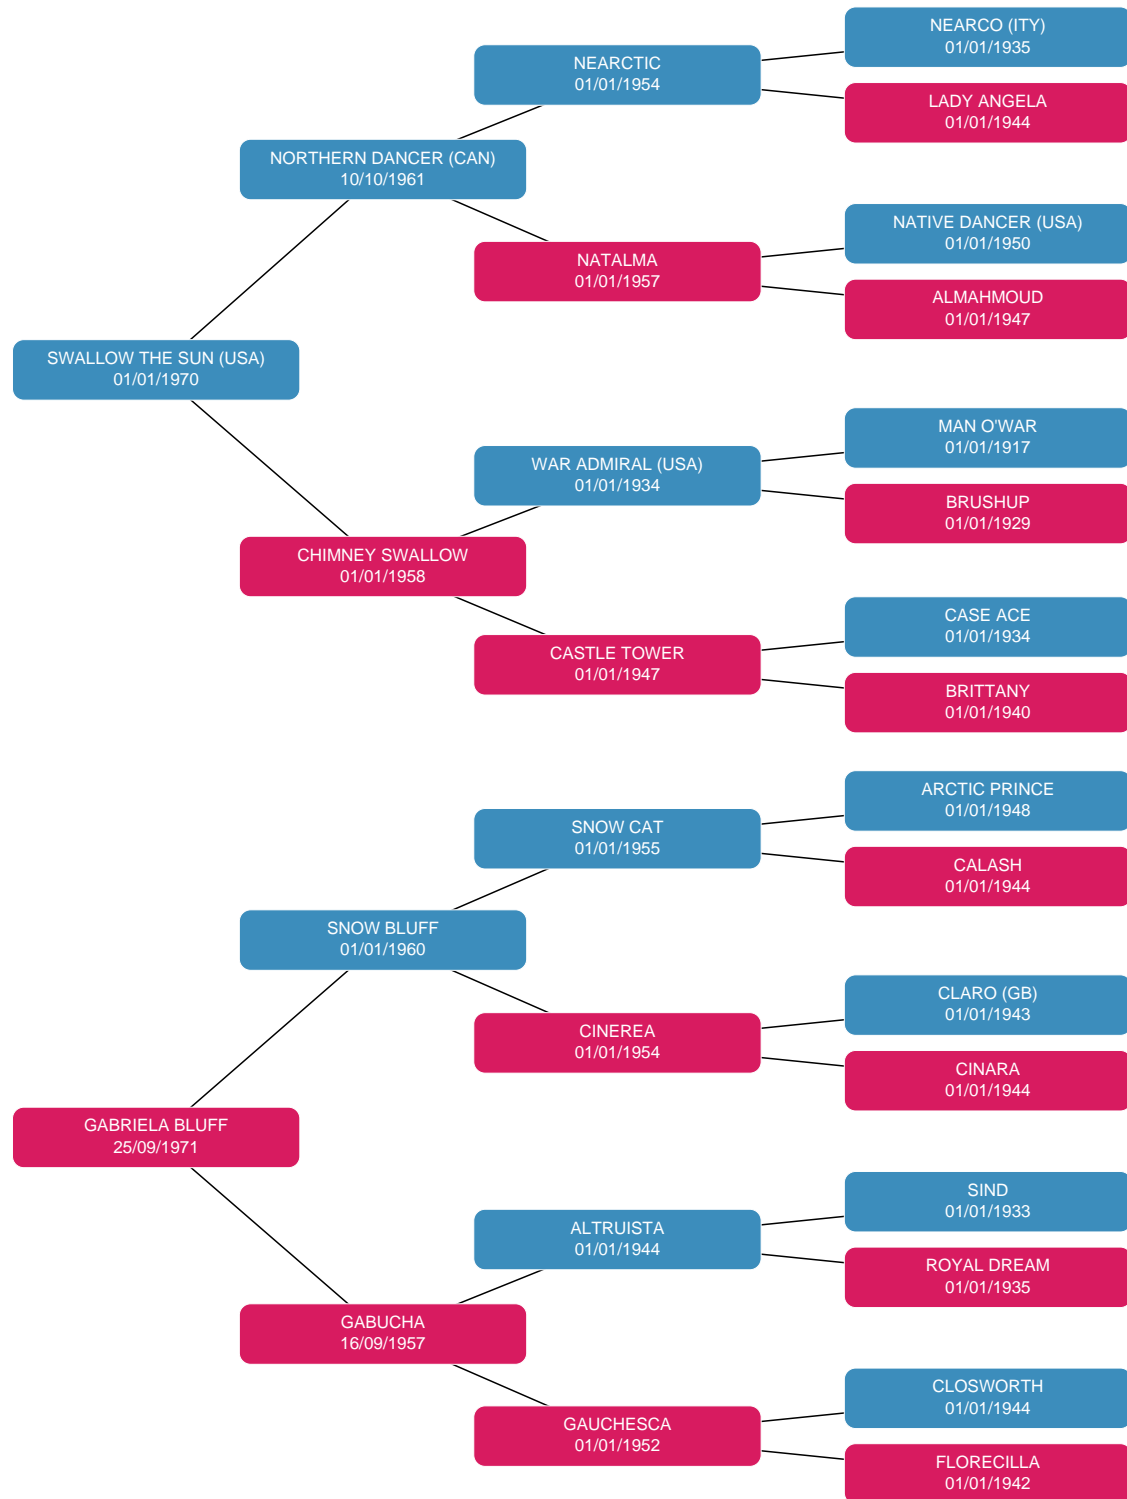 NEARCO (ITY)
01/01/1935
NEARCTIC
01/01/1954
LADY ANGELA
01/01/1944
NORTHERN DANCER (CAN)
10/10/1961
NATIVE DANCER (USA)
01/01/1950
NATALMA
01/01/1957
ALMAHMOUD
01/01/1947
SWALLOW THE SUN (USA)
01/01/1970
MAN O'WAR
01/01/1917
WAR ADMIRAL (USA)
01/01/1934
BRUSHUP
01/01/1929
CHIMNEY SWALLOW
01/01/1958
CASE ACE
01/01/1934
CASTLE TOWER
01/01/1947
BRITTANY
01/01/1940
ARCTIC PRINCE
01/01/1948
SNOW CAT
01/01/1955
CALASH
01/01/1944
SNOW BLUFF
01/01/1960
CLARO (GB)
01/01/1943
CINEREA
01/01/1954
CINARA
01/01/1944
GABRIELA BLUFF
25/09/1971
SIND
01/01/1933
ALTRUISTA
01/01/1944
ROYAL DREAM
01/01/1935
GABUCHA
16/09/1957
CLOSWORTH
01/01/1944
GAUCHESCA
01/01/1952
FLORECILLA
01/01/1942